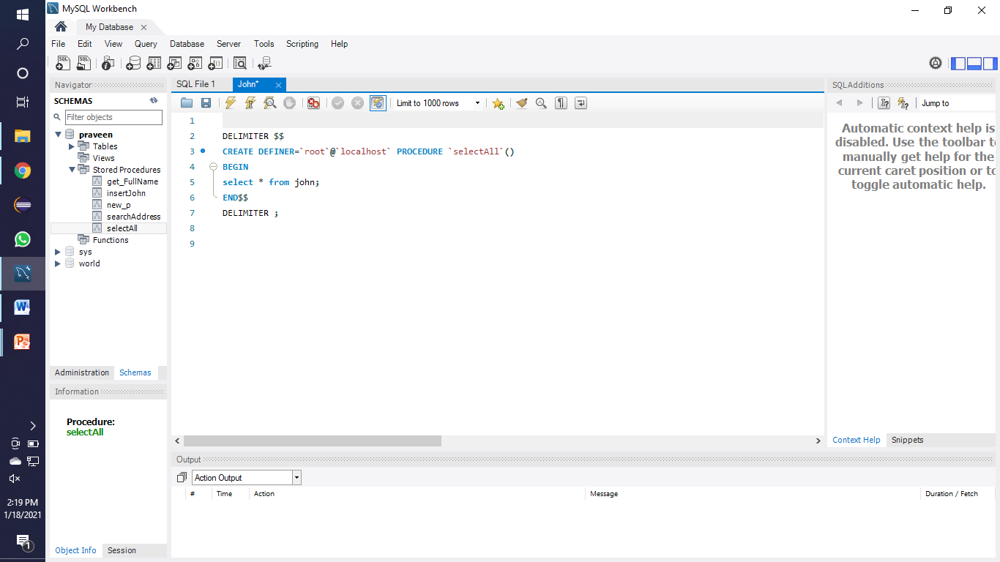 MySQL Workbench
My Database
File Edit View Query Database Server Tools Scripting Help
Navigator
SCHEMAS
Filter objects
praveen
Tables
Views
Stored Procedures
get_FullName
insertJohn
new_p
searchAddress
selectAll
Functions
sys
world
Administration Schemas
Information
Procedure:
selectAll
Object Info Session
SQL File 1 John*
Limit to 1000 rows
1
2 DELIMITER $$
3 CREATE DEFINER=`root`@`localhost` PROCEDURE `selectAll`()
4 BEGIN
5 select * from john;
6 END$$
7 DELIMITER ;
8
9
Output
Action Output
# Time Action Message Duration / Fetch
SQLAdditions
Jump to
Automatic context help is
disabled. Use the toolbar to
manually get help for the
current caret position or to
toggle automatic help.
Context Help Snippets
2:19 PM
1/18/2021
1